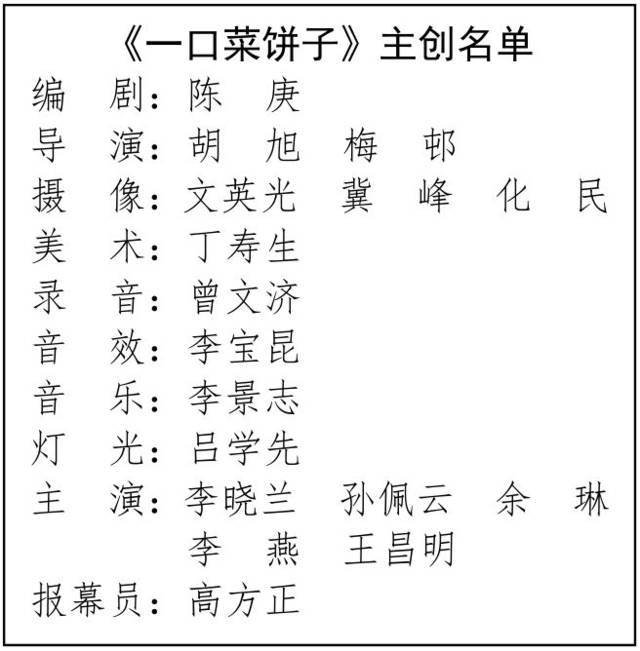 《一口菜饼子》主创名单
编　剧：陈　庚
导　演：胡　旭　梅　邨
摄　像：文英光　冀　峰　化　民
美　术：丁寿生
录　音：曾文济
音　效：李宝昆
音　乐：李景志
灯　光：吕学先
主　演：李晓兰　孙佩云　余　琳
李　燕　王昌明
报幕员：高方正